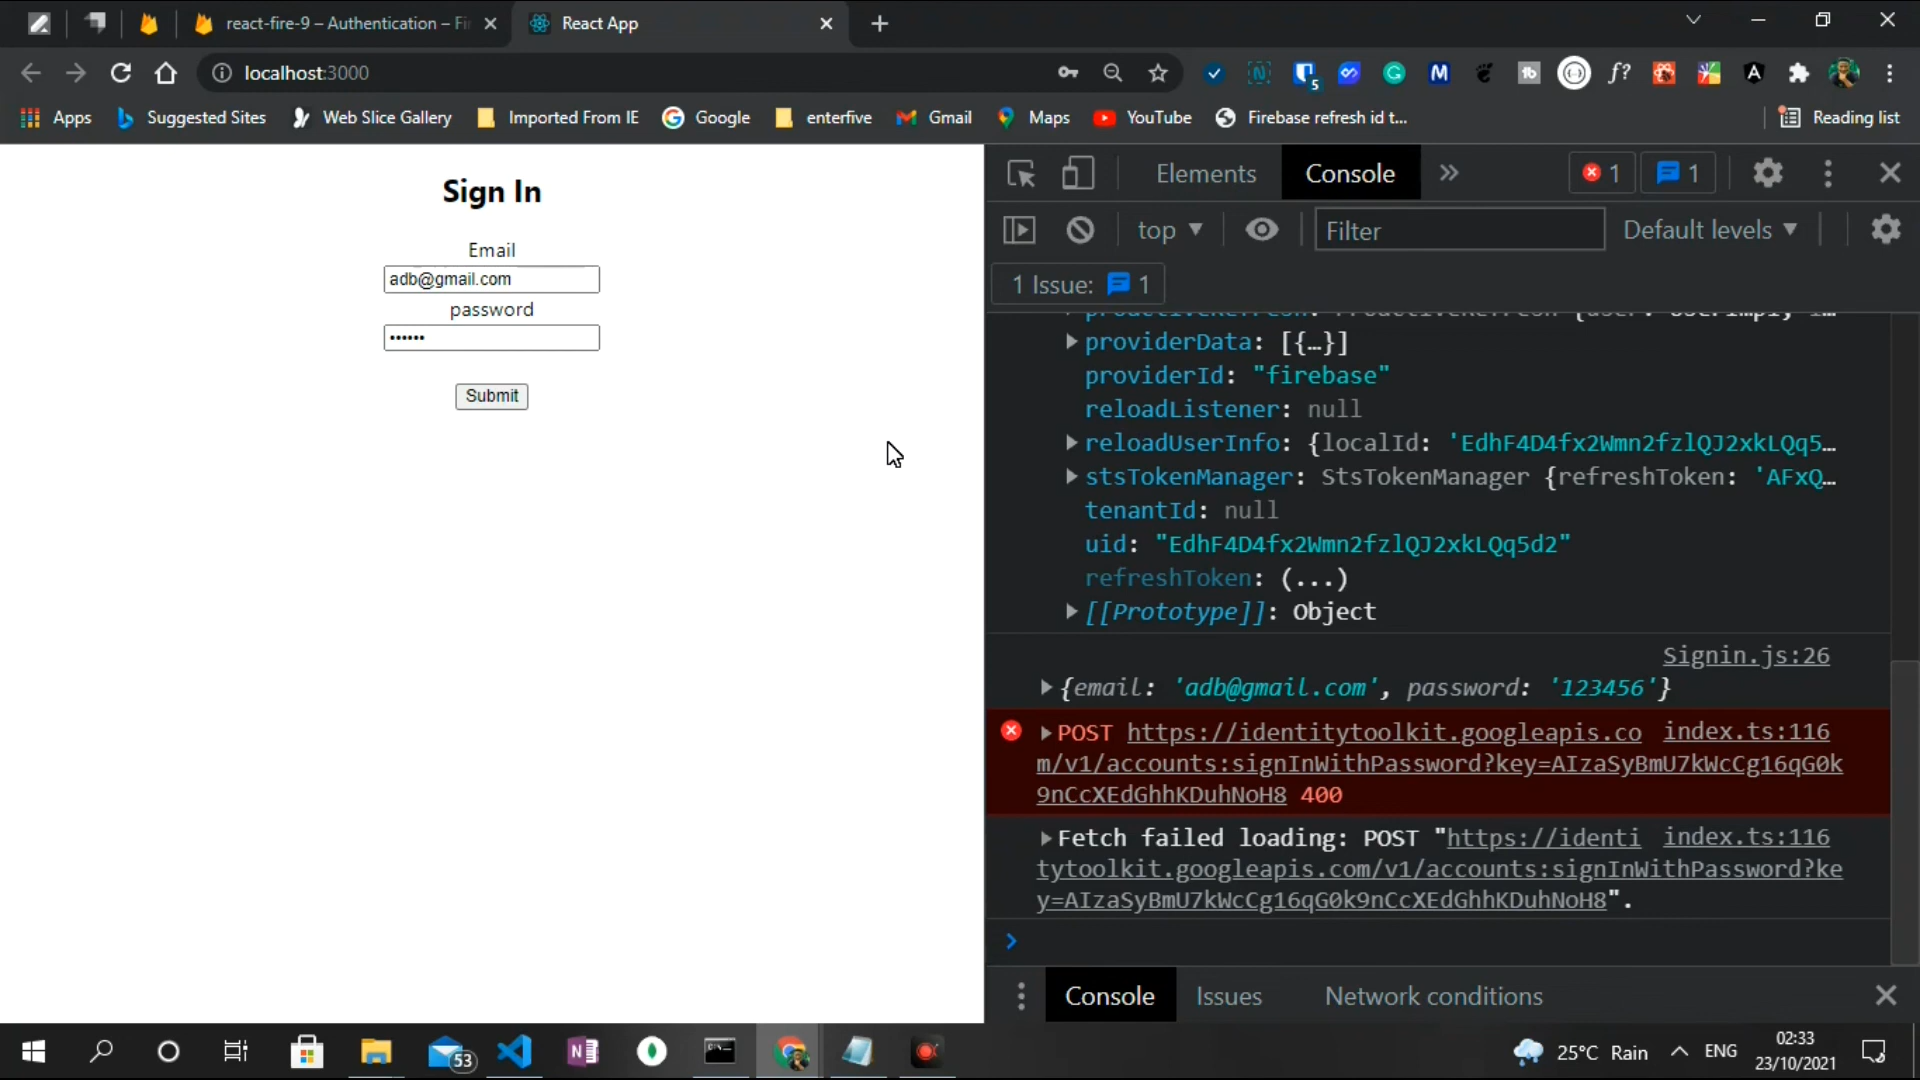 react-fire-9 – Authentication – Fi
React App
localhost:3000
5
Apps
Suggested Sites
Web Slice Gallery
Imported From IE
Google
enterfive
Gmail
Maps
YouTube
Firebase refresh id t...
Reading list
Sign In
Email
adb@gmail.com
password
••••••
Submit
Elements
Console
1
1
top
Filter
Default levels
1 Issue: 1
providerData: [{…}]
providerId: "firebase"
reloadListener: null
reloadUserInfo: {localId: 'EdhF4D4fx2Wmn2fzlQJ2xkLQq5…
stsTokenManager: StsTokenManager {refreshToken: 'AFxQ…
tenantId: null
uid: "EdhF4D4fx2Wmn2fzlQJ2xkLQq5d2"
refreshToken: (...)
[[Prototype]]: Object
Signin.js:26
{email: 'adb@gmail.com', password: '123456'}
POST https://identitytoolkit.googleapis.co index.ts:116
m/v1/accounts:signInWithPassword?key=AIzaSyBmU7kWcCg16qG0k
9nCcXEdGhhKDuhNoH8 400
Fetch failed loading: POST "https://identi index.ts:116
tytoolkit.googleapis.com/v1/accounts:signInWithPassword?ke
y=AIzaSyBmU7kWcCg16qG0k9nCcXEdGhhKDuhNoH8".
Console
Issues
Network conditions
53
25°C Rain
ENG
02:33
23/10/2021